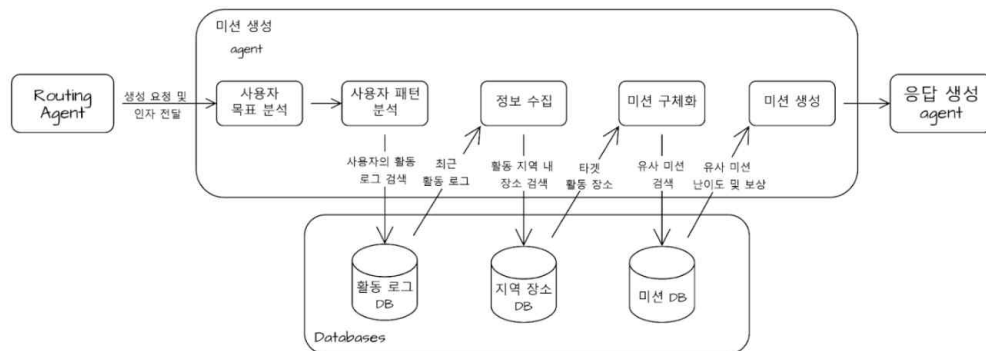 미션 생성
agent
Routing
Agent
생성 요청 및
인자 전달
사용자
목표 분석
사용자 패턴
분석
정보 수집
미션 구체화
미션 생성
응답 생성
agent
사용자의 활동
로그 검색
최근
활동 로그
활동 지역 내
장소 검색
타겟
활동 장소
유사 미션
검색
유사 미션
난이도 및 보상
활동 로그
DB
지역 장소
DB
미션 DB
Databases